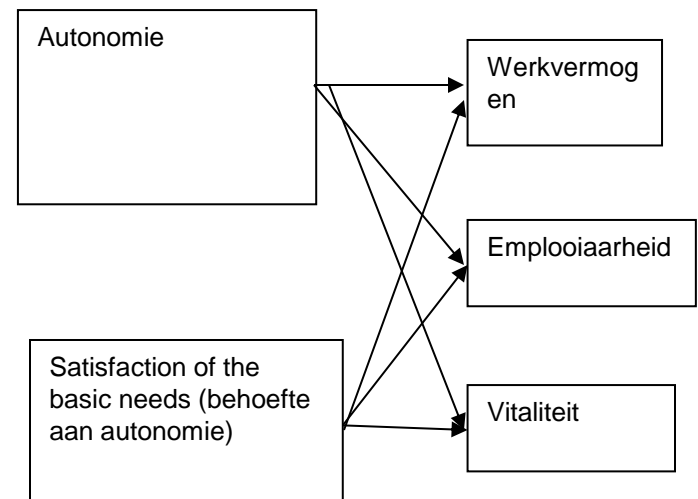 Autonomie
Werkvermog
en
Emplooiaarheid
Satisfaction of the
basic needs (behoefte
aan autonomie)
Vitaliteit